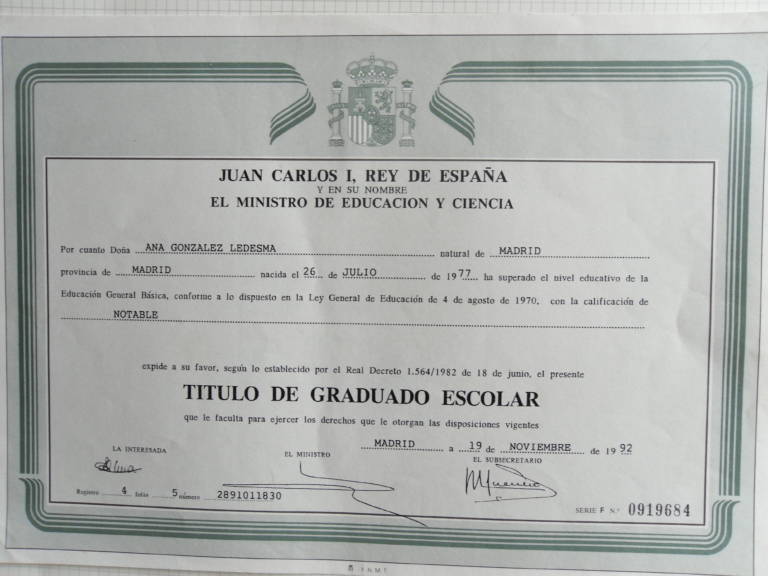 JUAN CARLOS I, REY DE ESPAÑA
Y EN SU NOMBRE
EL MINISTRO DE EDUCACION Y CIENCIA
Por cuanto Doña ANA GONZALEZ LEDESMA natural de MADRID
provincia de MADRID nacida el 26 de JULIO de 1977 ha superado el nivel educativo de la
Educación General Básica, conforme a lo dispuesto en la Ley General de Educación de 4 de agosto de 1970, con la calificación de
NOTABLE
expide a su favor, según lo establecido por el Real Decreto 1.564/1982 de 18 de junio, el presente
TITULO DE GRADUADO ESCOLAR
que le faculta para ejercer los derechos que le otorgan las disposiciones vigentes
MADRID a 19 de NOVIEMBRE de 1992
LA INTERESADA EL MINISTRO EL SUBSECRETARIO
Registro 4 folio 5 número 2891011830
SERIE F N.º 0919684
F.N.M.T.